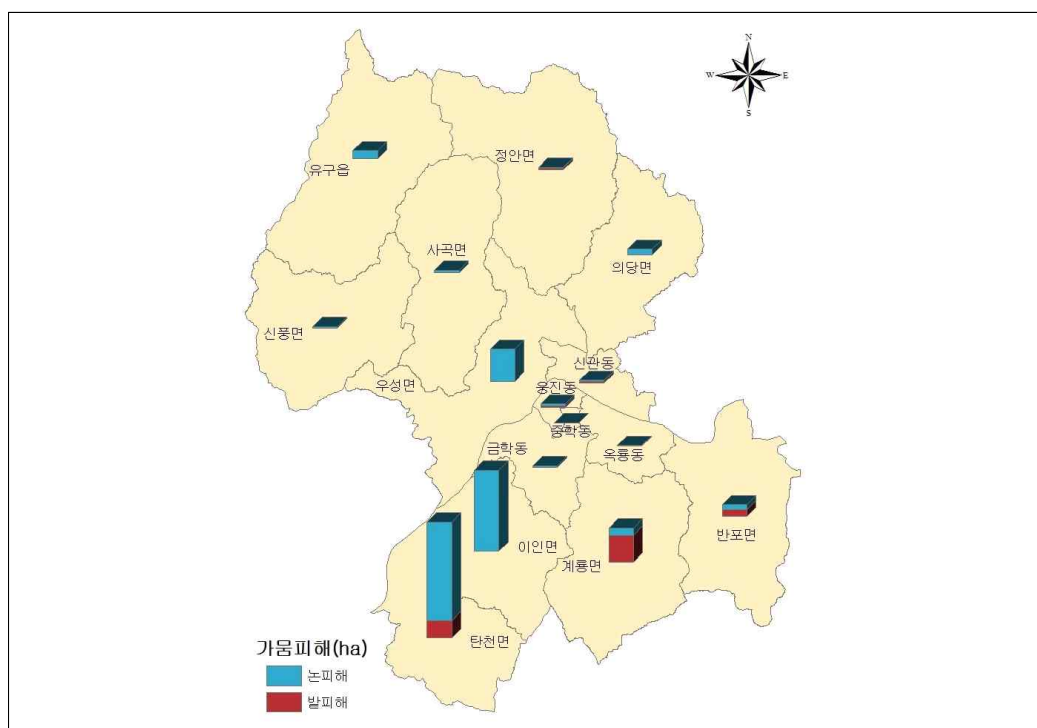 N
W
E
S
유구읍
정안면
사곡면
의당면
신풍면
우성면
신관동
웅진동
중학동
금학동
옥룡동
이인면
계룡면
반포면
탄천면
가뭄피해(ha)
논피해
발피해